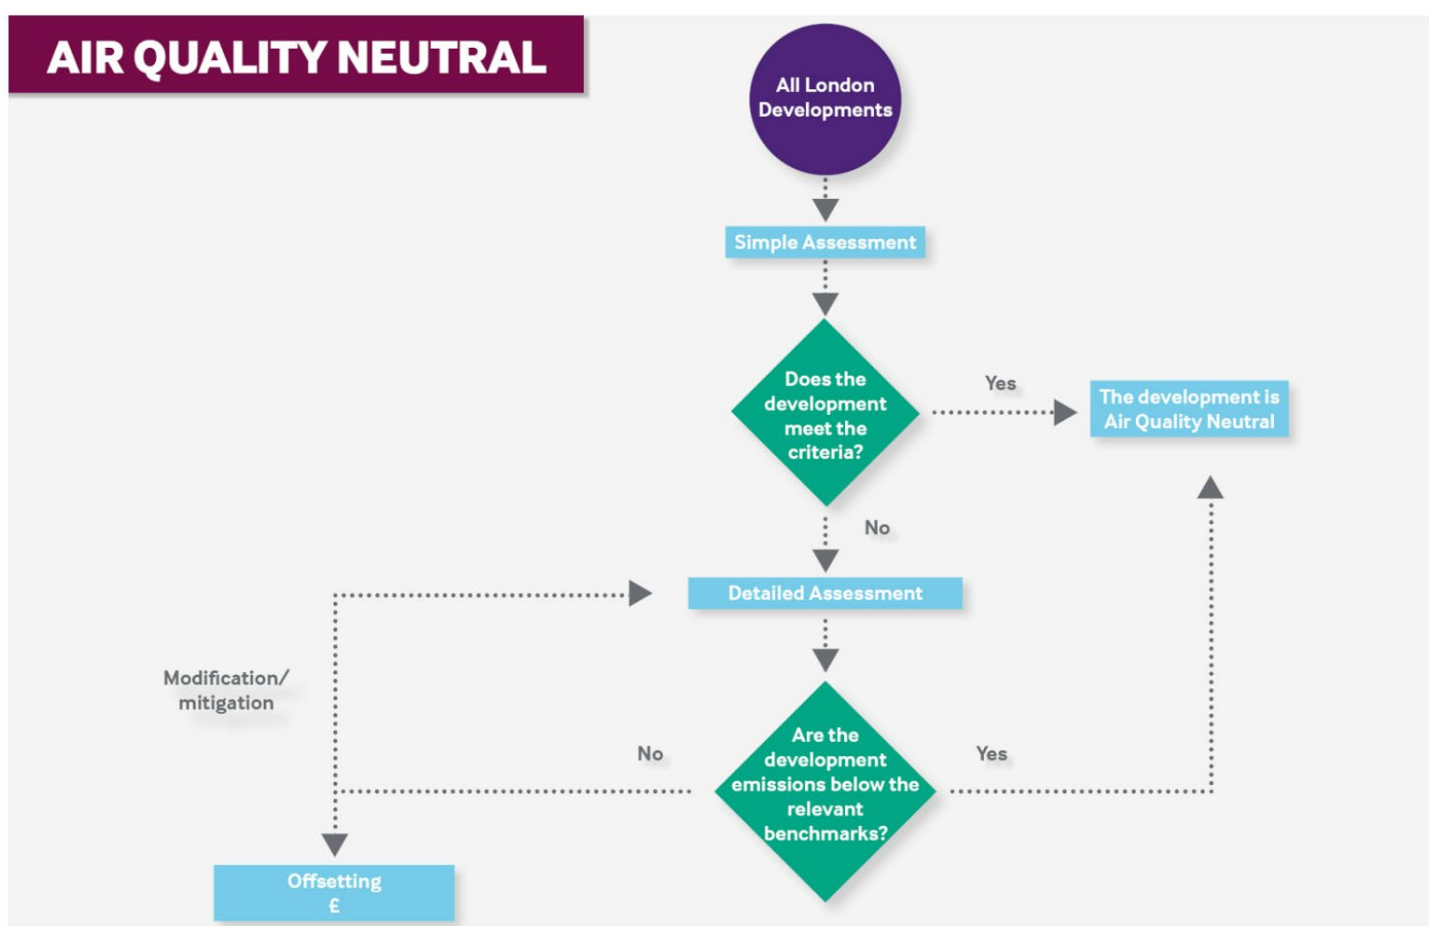 AIR QUALITY NEUTRAL
All London
Developments
Simple Assessment
Does the
development
meet the
criteria?
Yes
The development is
Air Quality Neutral
No
Detailed Assessment
Modification/
mitigation
No
Are the
development
emissions below the
relevant
benchmarks?
Yes
Offsetting
£